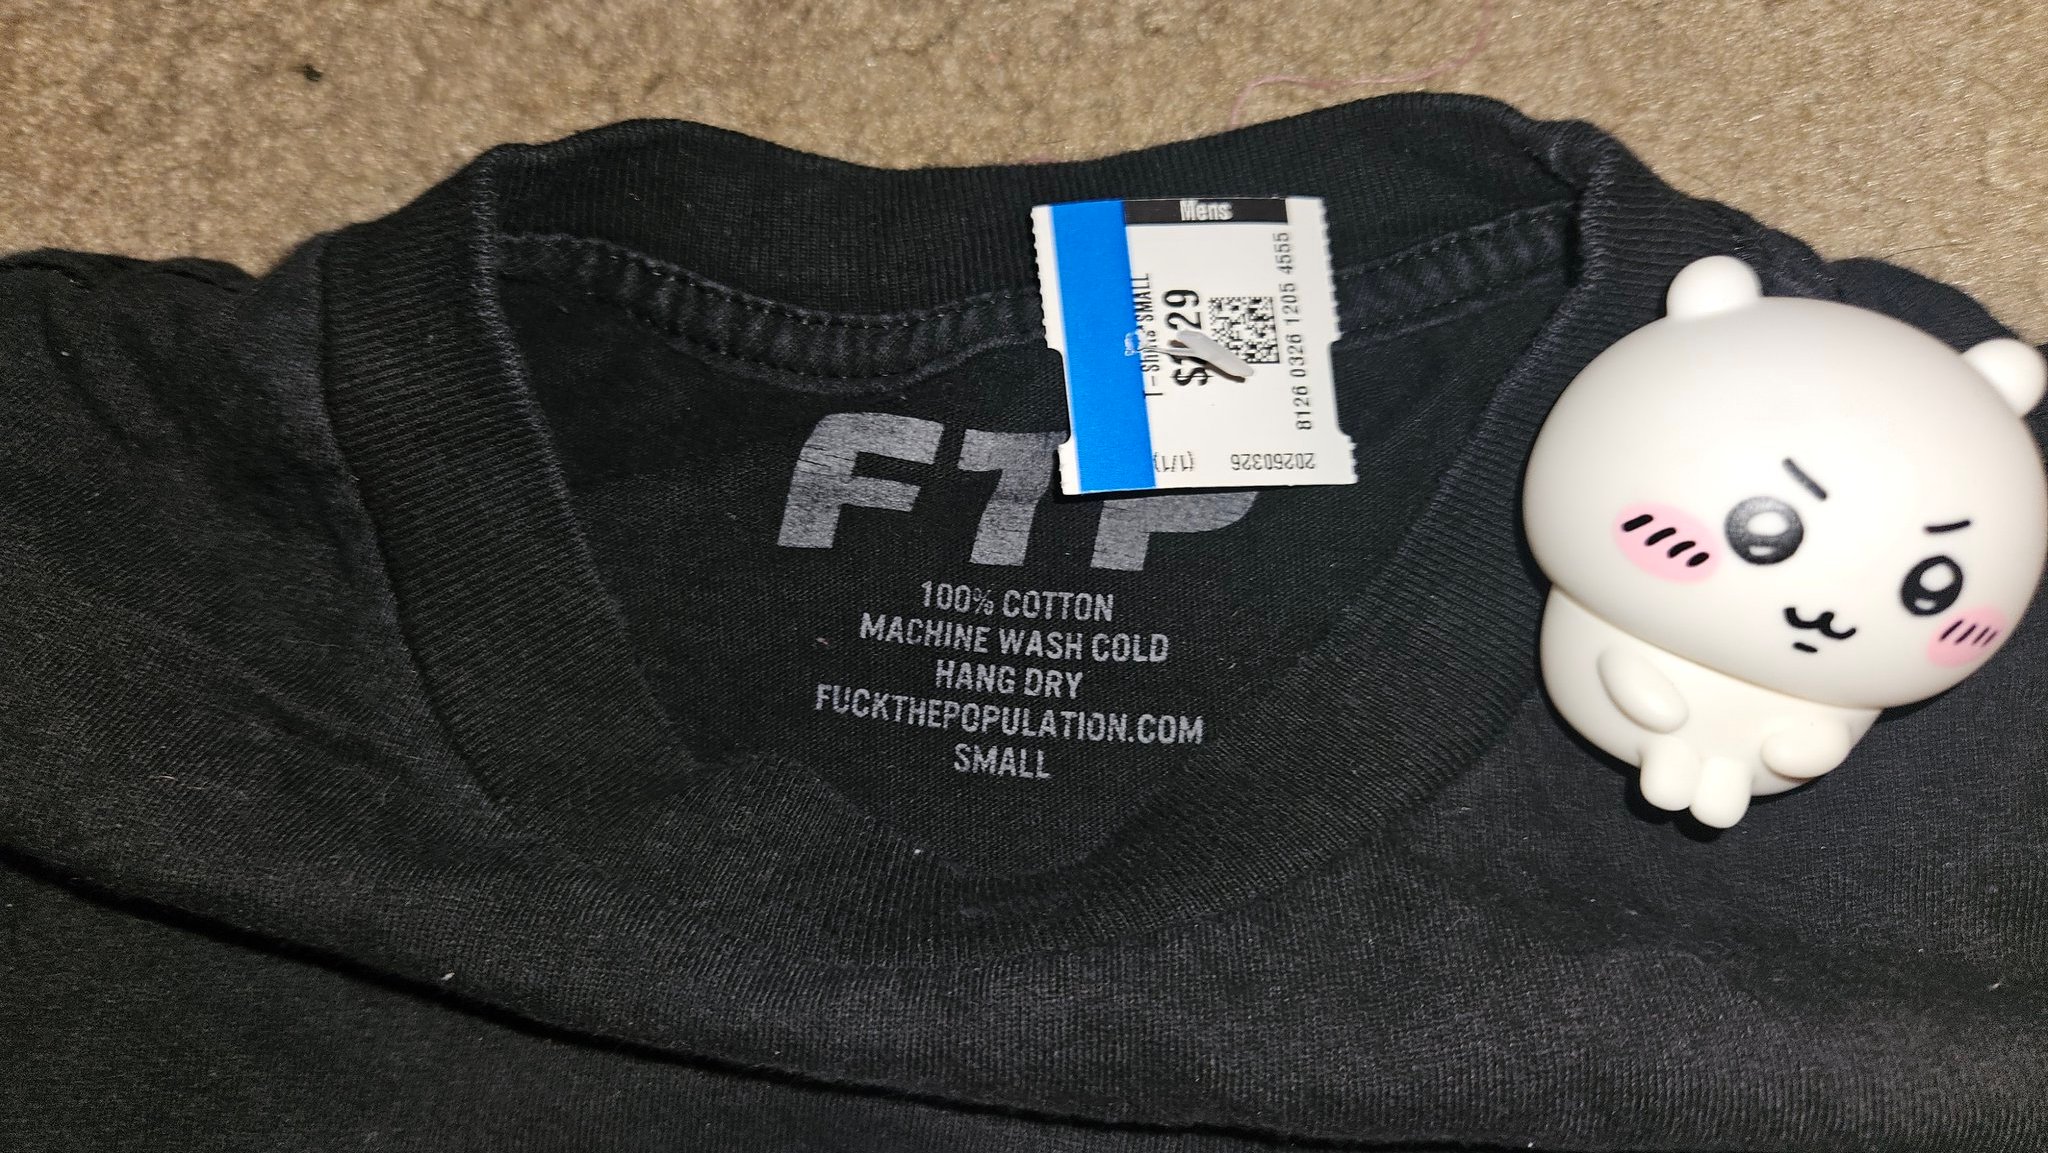 Mens
T-Shirts SMALL
8126 0326 1205 4555
20260326
(1/1)
FTP
100% COTTON
MACHINE WASH COLD
HANG DRY
FUCKTHEPOPULATION.COM
SMALL